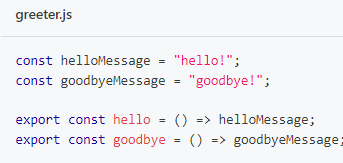 greeter.js
const helloMessage = "hello!";
const goodbyeMessage = "goodbye!";
export const hello = () => helloMessage;
export const goodbye = () => goodbyeMessage;